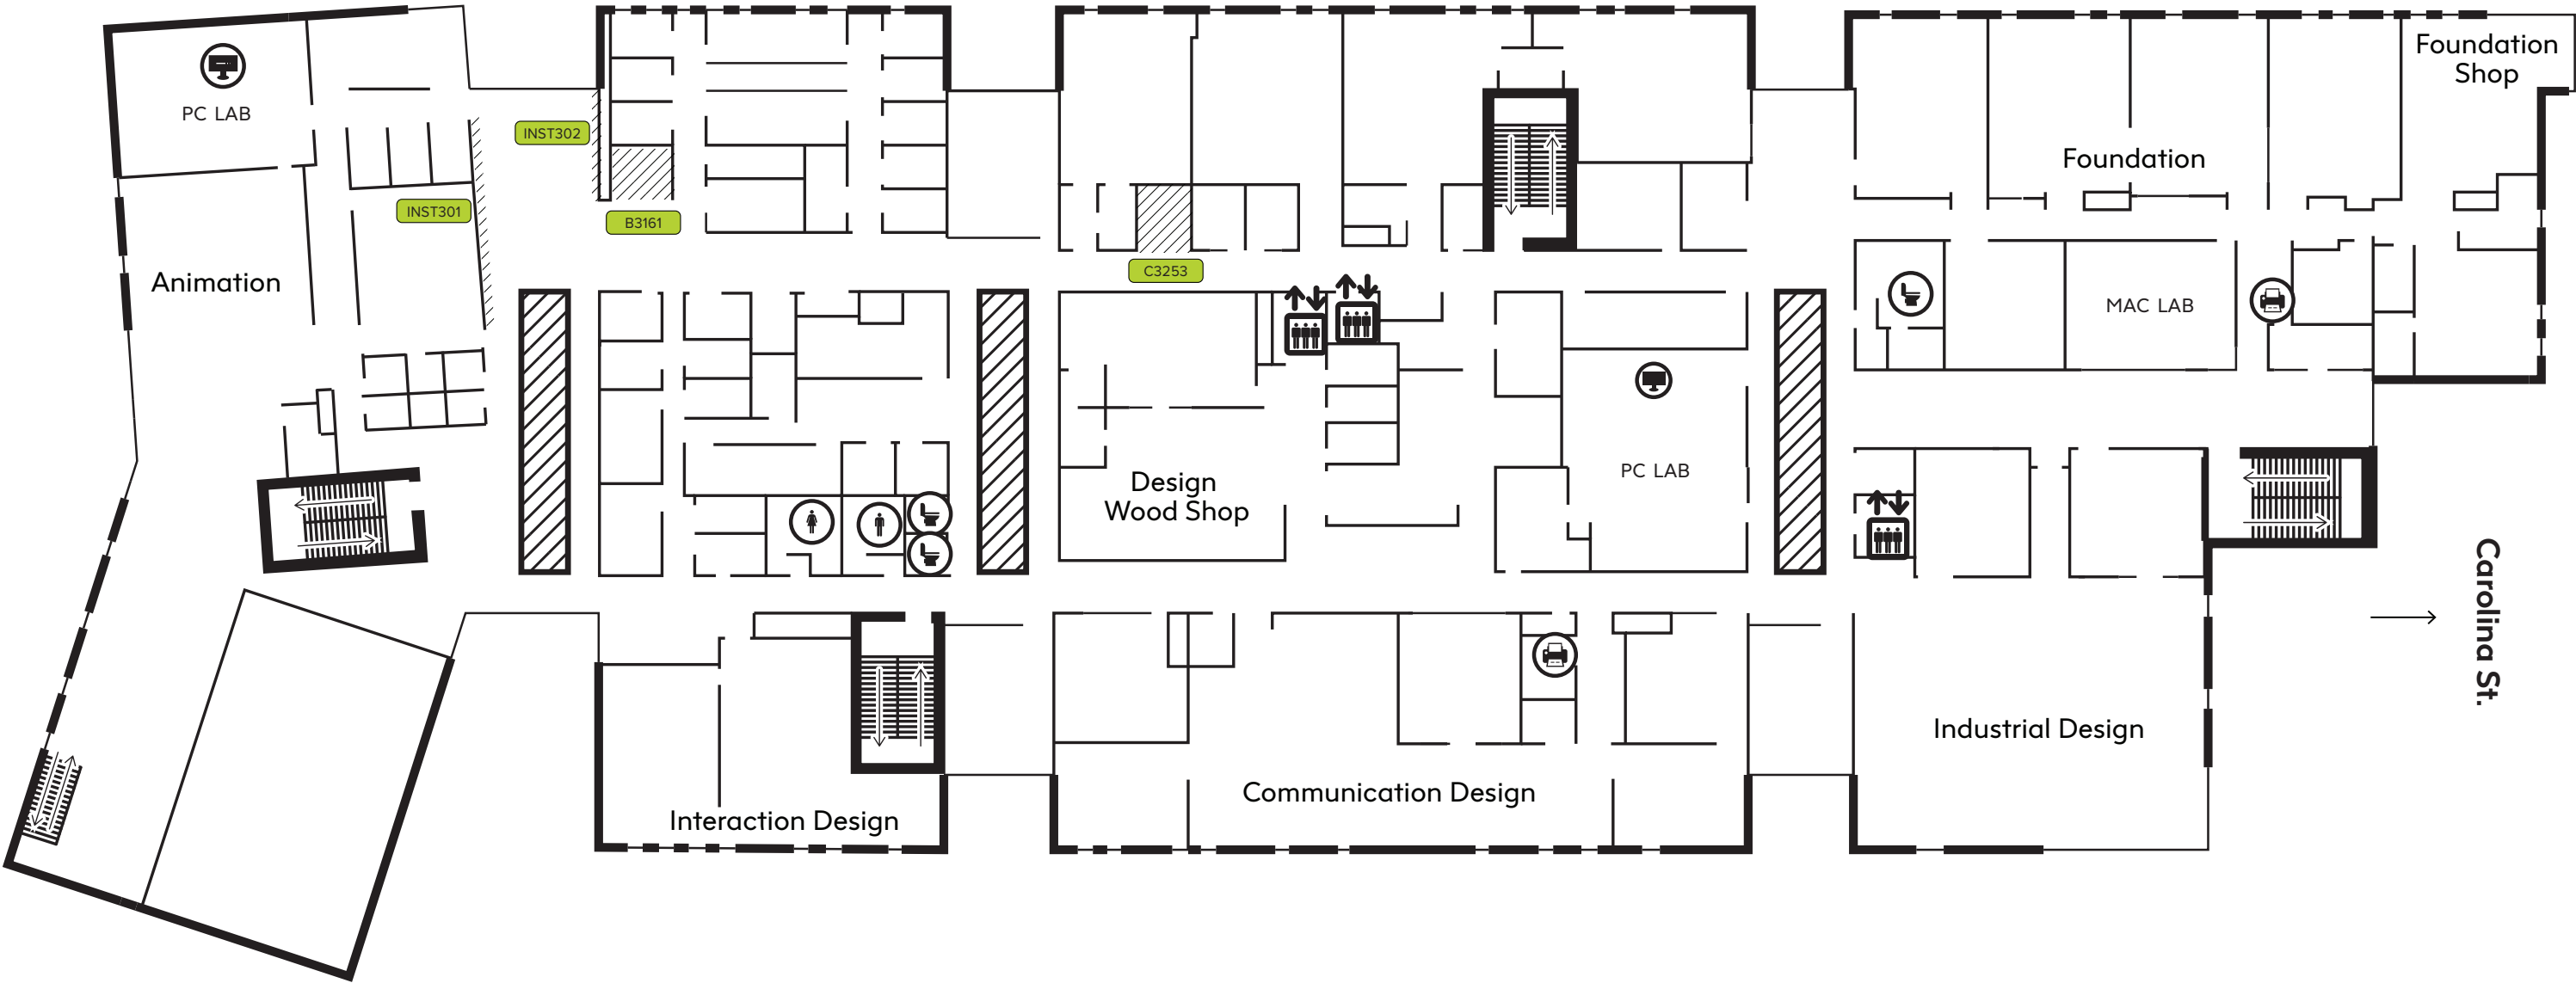 Foundation
Shop
PC LAB
INST302
Foundation
INST301
B3161
C3253
Animation
MAC LAB
PC LAB
Design
Wood Shop
Carolina St.
Industrial Design
Communication Design
Interaction Design